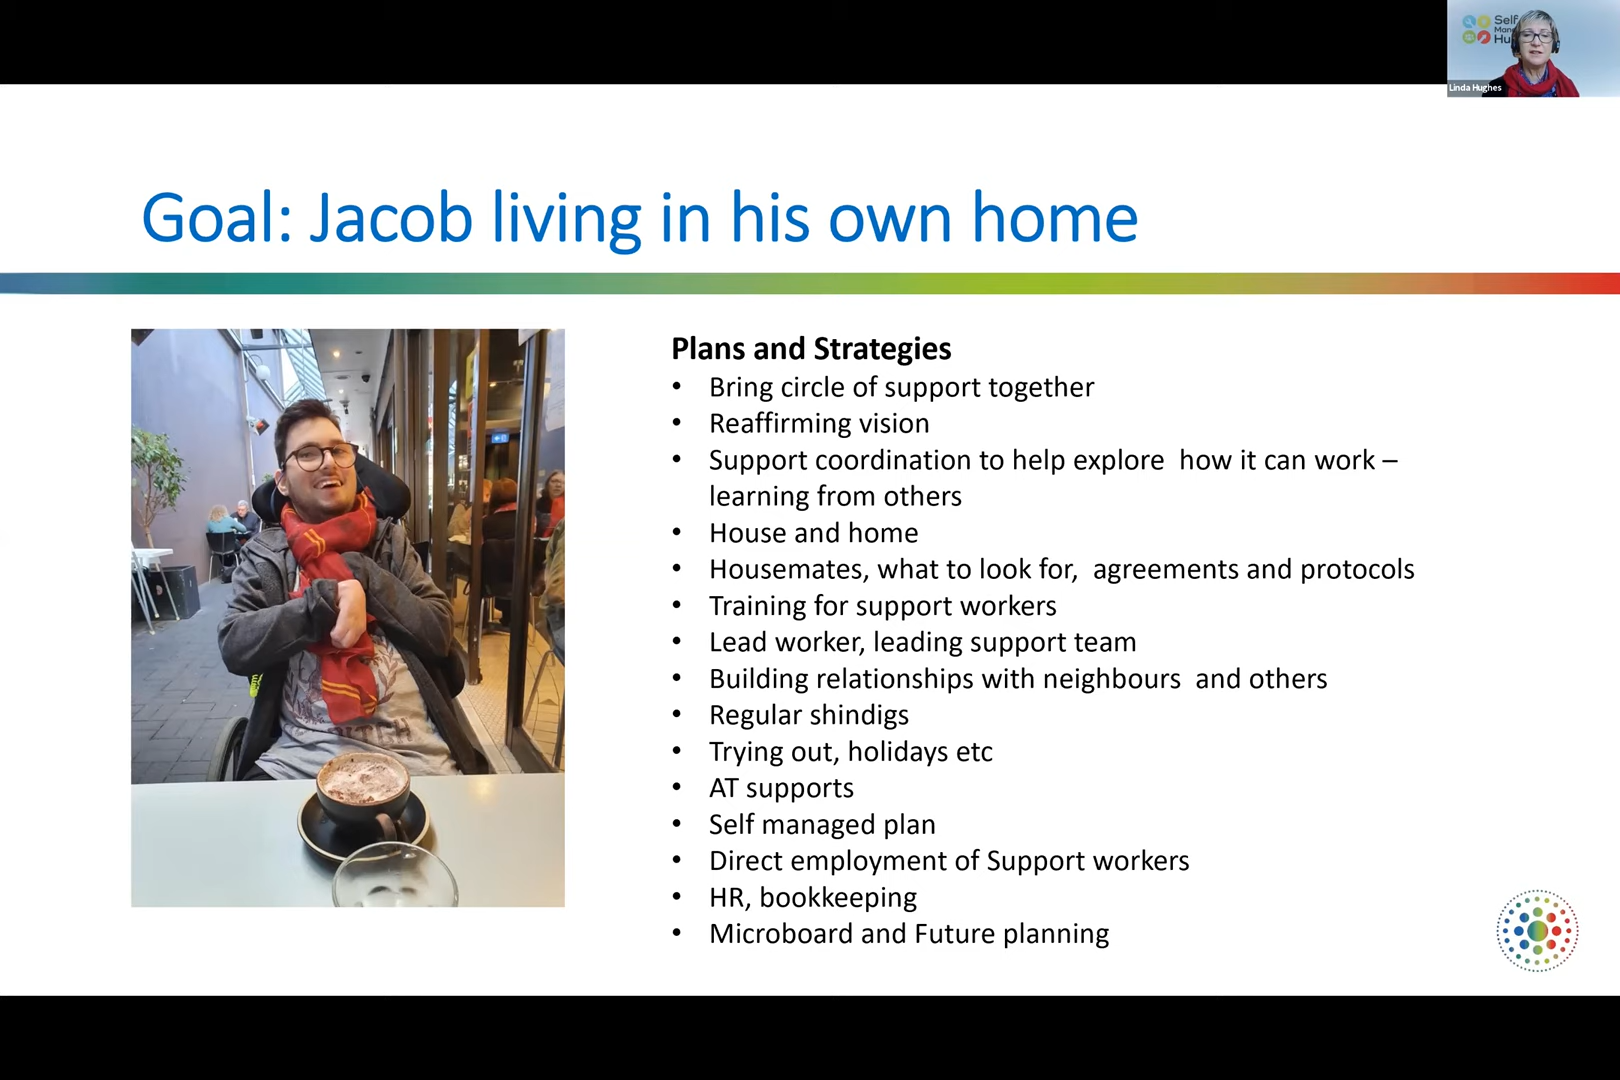 Self
Linda Hughes
Goal: Jacob living in his own home
Plans and Strategies
• Bring circle of support together
• Reaffirming vision
• Support coordination to help explore  how it can work –
learning from others
• House and home
• Housemates, what to look for,  agreements and protocols
• Training for support workers
• Lead worker, leading support team
• Building relationships with neighbours  and others
• Regular shindigs
• Trying out, holidays etc
• AT supports
• Self managed plan
• Direct employment of Support workers
• HR, bookkeeping
• Microboard and Future planning